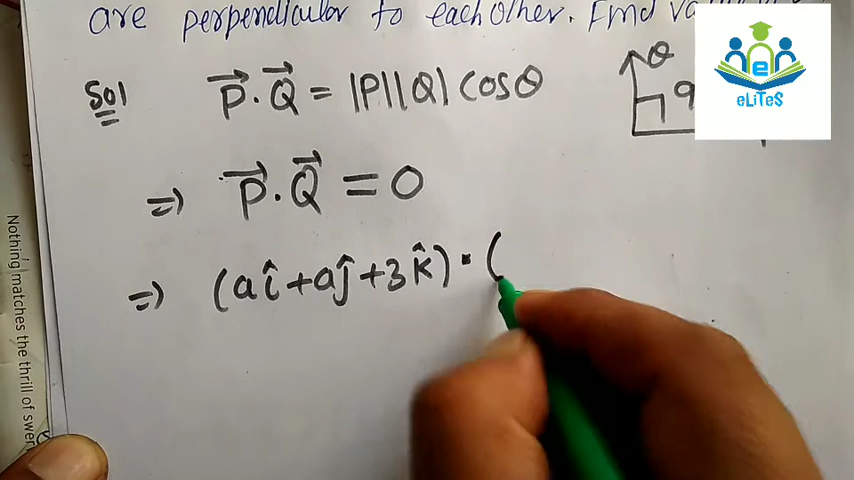 are perpendicular to each other. Find
Sol P⃗.Q⃗ = |P||Q| Cosθ
⇒ P⃗.Q⃗ = 0
⇒ (aî+aĵ+3k̂) · (
Nothing matches the thrill of
e
eLiTeS